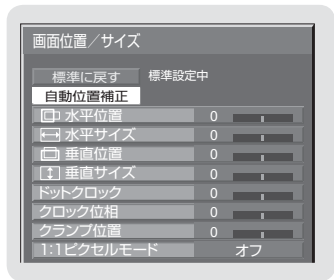 画面位置／サイズ
標準に戻す 標準設定中
自動位置補正
水平位置 0
水平サイズ 0
垂直位置 0
垂直サイズ 0
ドットクロック 0
クロック位相 0
クランプ位置 0
1:1ピクセルモード オフ